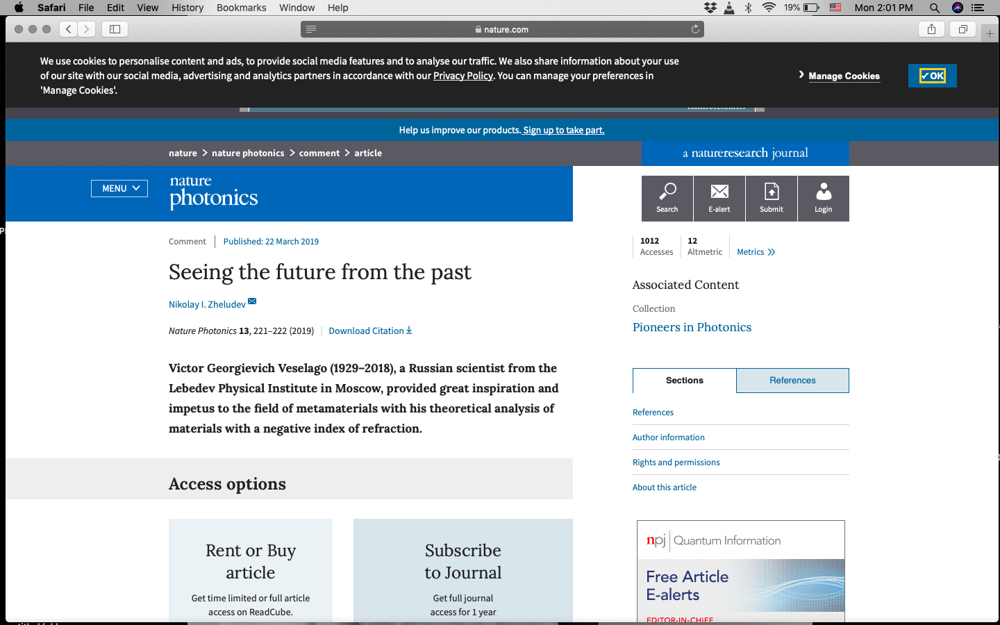 Safari File Edit View History Bookmarks Window Help 19% Mon 2:01 PM
nature.com
We use cookies to personalise content and ads, to provide social media features and to analyse our traffic. We also share information about your use
of our site with our social media, advertising and analytics partners in accordance with our Privacy Policy. You can manage your preferences in
'Manage Cookies'.
Manage Cookies
✓OK
Help us improve our products. Sign up to take part.
nature > nature photonics > comment > article
a natureresearch journal
MENU
nature
photonics
Search E-alert Submit Login
Comment | Published: 22 March 2019
Seeing the future from the past
Nikolay I. Zheludev
Nature Photonics 13, 221–222 (2019) | Download Citation
Victor Georgievich Veselago (1929–2018), a Russian scientist from the
Lebedev Physical Institute in Moscow, provided great inspiration and
impetus to the field of metamaterials with his theoretical analysis of
materials with a negative index of refraction.
Access options
Rent or Buy
article
Get time limited or full article
access on ReadCube.
Subscribe
to Journal
Get full journal
access for 1 year
1012 12
Accesses Altmetric Metrics
Associated Content
Collection
Pioneers in Photonics
Sections References
References
Author information
Rights and permissions
About this article
npj | Quantum Information
Free Article
E-alerts
EDITOR-IN-CHIEF